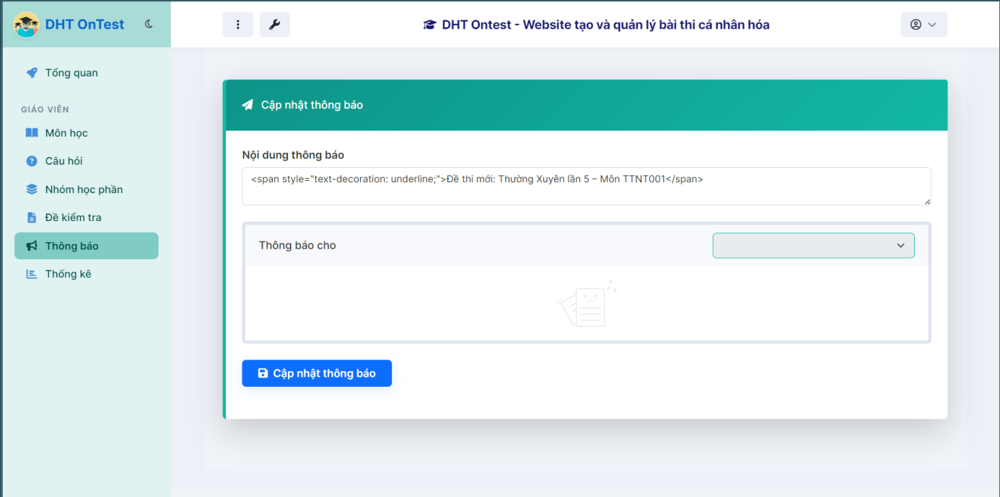 DHT OnTest
DHT Ontest - Website tạo và quản lý bài thi cá nhân hóa
Tổng quan
GIÁO VIÊN
Môn học
Câu hỏi
Nhóm học phần
Đề kiểm tra
Thông báo
Thống kê
Cập nhật thông báo
Nội dung thông báo
<span style="text-decoration: underline;">Đề thi mới: Thường Xuyên lần 5 – Môn TTNT001</span>
Thông báo cho
Cập nhật thông báo